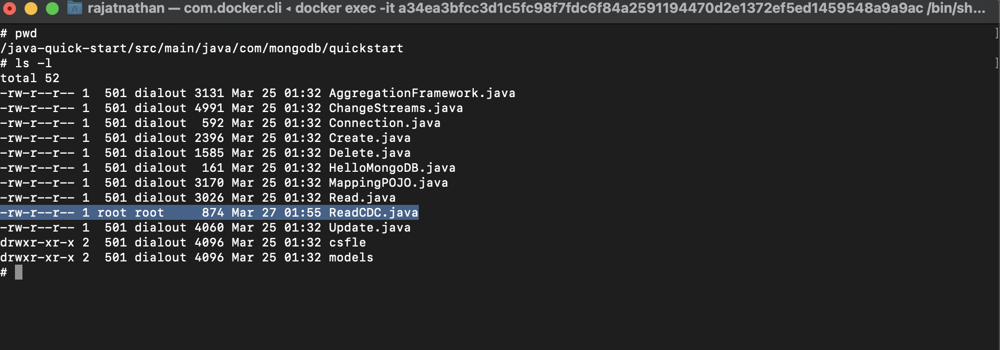 rajatnathan — com.docker.cli ◂ docker exec -it a34ea3bfcc3d1c5fc98f7fdc6f84a2591194470d2e1372ef5ed1459548a9a9ac /bin/sh...
# pwd
/java-quick-start/src/main/java/com/mongodb/quickstart
# ls -l
total 52
-rw-r--r-- 1  501 dialout 3131 Mar 25 01:32 AggregationFramework.java
-rw-r--r-- 1  501 dialout 4991 Mar 25 01:32 ChangeStreams.java
-rw-r--r-- 1  501 dialout  592 Mar 25 01:32 Connection.java
-rw-r--r-- 1  501 dialout 2396 Mar 25 01:32 Create.java
-rw-r--r-- 1  501 dialout 1585 Mar 25 01:32 Delete.java
-rw-r--r-- 1  501 dialout  161 Mar 25 01:32 HelloMongoDB.java
-rw-r--r-- 1  501 dialout 3170 Mar 25 01:32 MappingPOJO.java
-rw-r--r-- 1  501 dialout 3026 Mar 25 01:32 Read.java
-rw-r--r-- 1 root root     874 Mar 27 01:55 ReadCDC.java
-rw-r--r-- 1  501 dialout 4060 Mar 25 01:32 Update.java
drwxr-xr-x 2  501 dialout 4096 Mar 25 01:32 csfle
drwxr-xr-x 2  501 dialout 4096 Mar 25 01:32 models
#